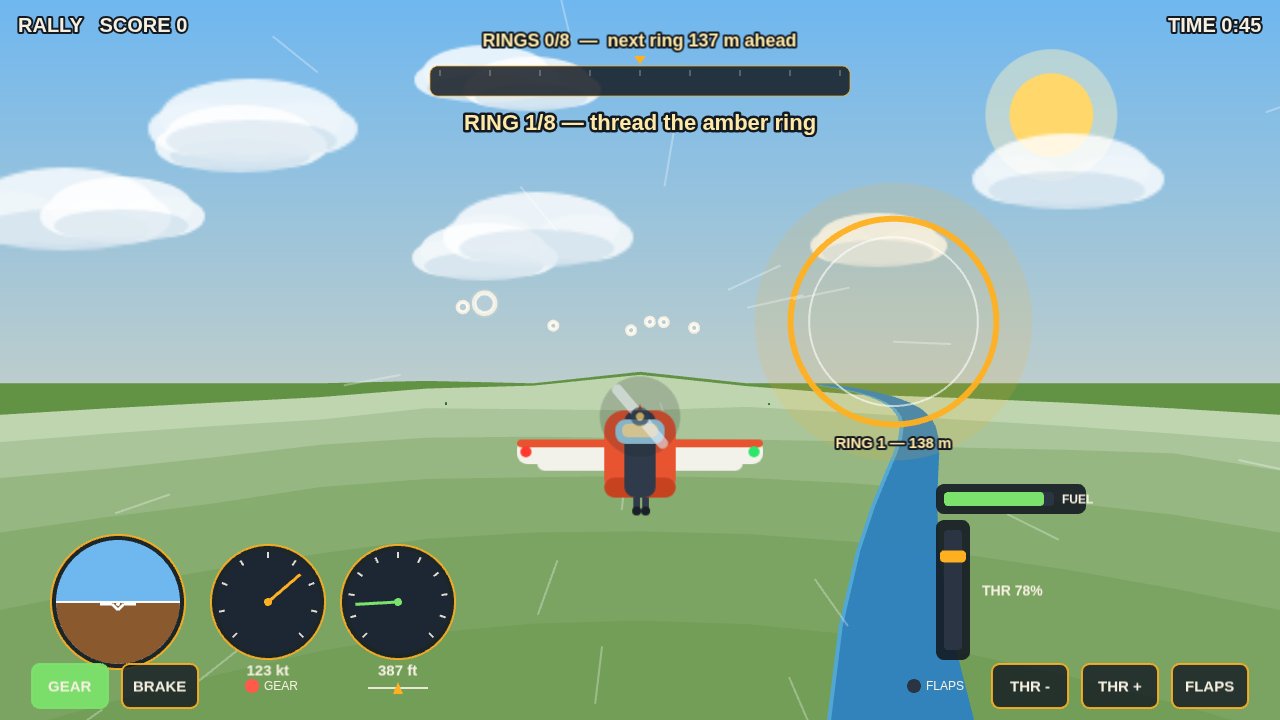 RALLY SCORE 0
TIME 0:45
RINGS 0/8 — next ring 137 m ahead
RING 1/8 — thread the amber ring
RING 1 — 138 m
FUEL
THR 78%
123 kt
387 ft
GEAR
FLAPS
GEAR
BRAKE
THR -
THR +
FLAPS